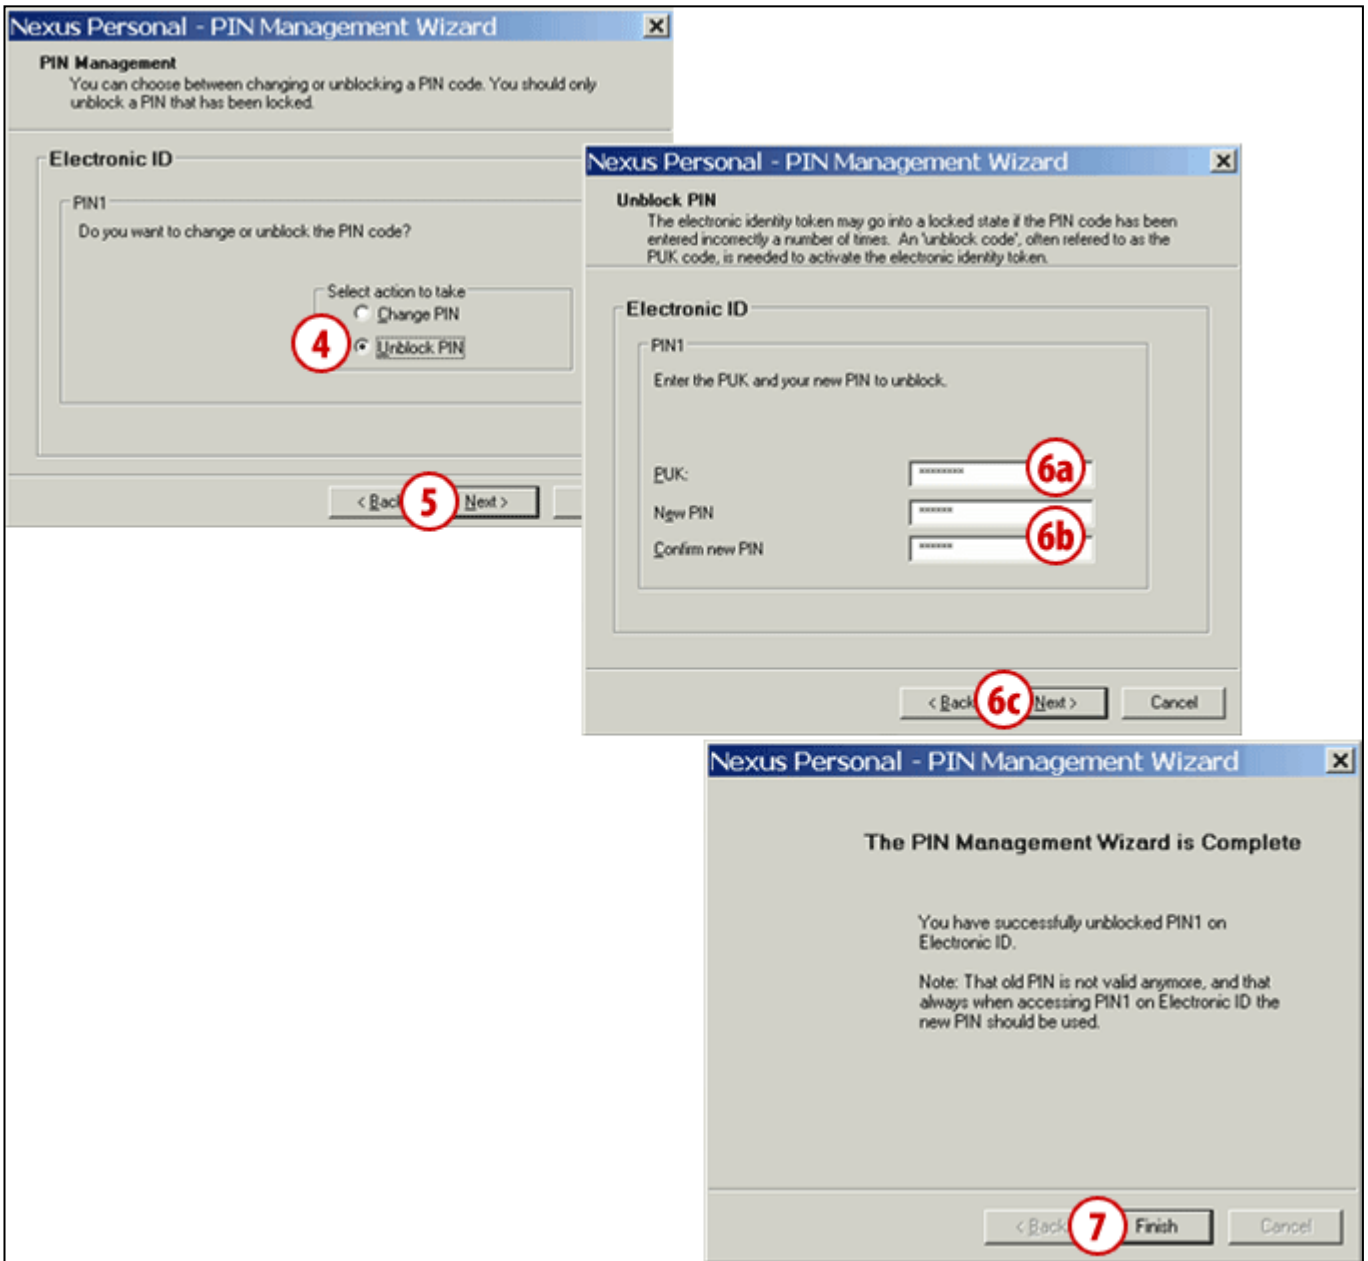 Nexus Personal - PIN Management Wizard
PIN Management
You can choose between changing or unblocking a PIN code. You should only
unblock a PIN that has been locked.
Electronic ID
PIN1
Do you want to change or unblock the PIN code?
Select action to take
Change PIN
4
Unblock PIN
< Back
5
Next >
Nexus Personal - PIN Management Wizard
Unblock PIN
The electronic identity token may go into a locked state if the PIN code has been
entered incorrectly a number of times. An 'unblock code', often refered to as the
PUK code, is needed to activate the electronic identity token.
Electronic ID
PIN1
Enter the PUK and your new PIN to unblock.
PUK: ******** 6a
New PIN ******
6b
Confirm new PIN ******
< Back 6c Next > Cancel
Nexus Personal - PIN Management Wizard
The PIN Management Wizard is Complete
You have successfully unblocked PIN1 on
Electronic ID.
Note: That old PIN is not valid anymore, and that
always when accessing PIN1 on Electronic ID the
new PIN should be used.
< Back 7 Finish Cancel